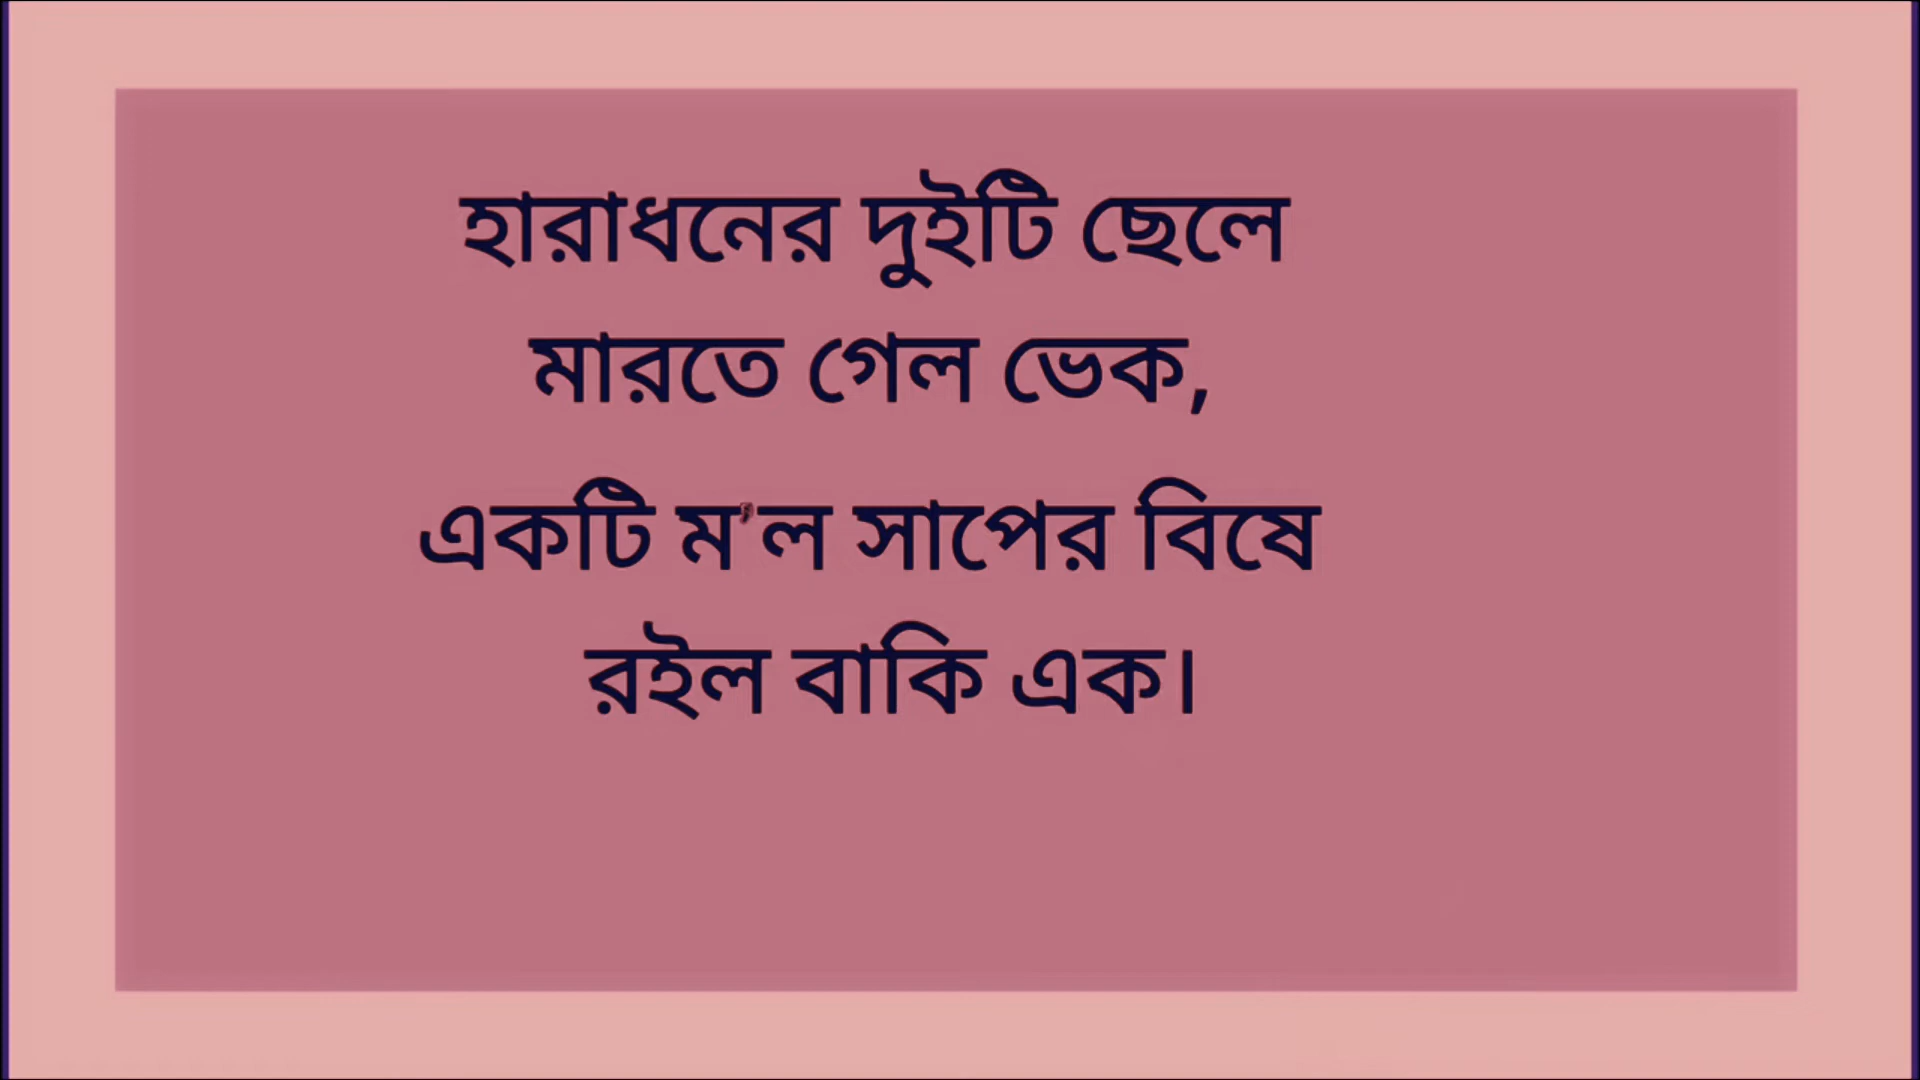 হারাধনের দুইটি ছেলে
মারতে গেল ভেক,
একটি ম'ল সাপের বিষে
রইল বাকি এক।